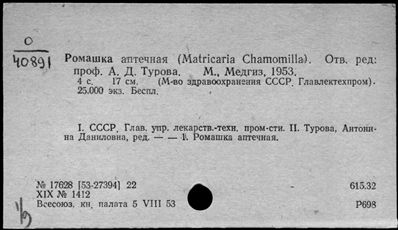 О
40891
Ромашка аптечная (Matricaria Chamomilla). Отв. ред:
проф. А. Д. Турова. М., Медгиз, 1953.
4 с. 17 см. (М-во здравоохранения СССР, Главлектехпром).
25.000 экз. Беспл.
I. СССР, Глав. упр. лекарств.-техн. пром-сти. II. Турова, Антони-
на Даниловна, ред. — — 1. Ромашка аптечная.
№ 17628 [53-27394] 22 615.32
XIX № 1412
Всесоюз. кн. палата 5 VIII 53 Р698